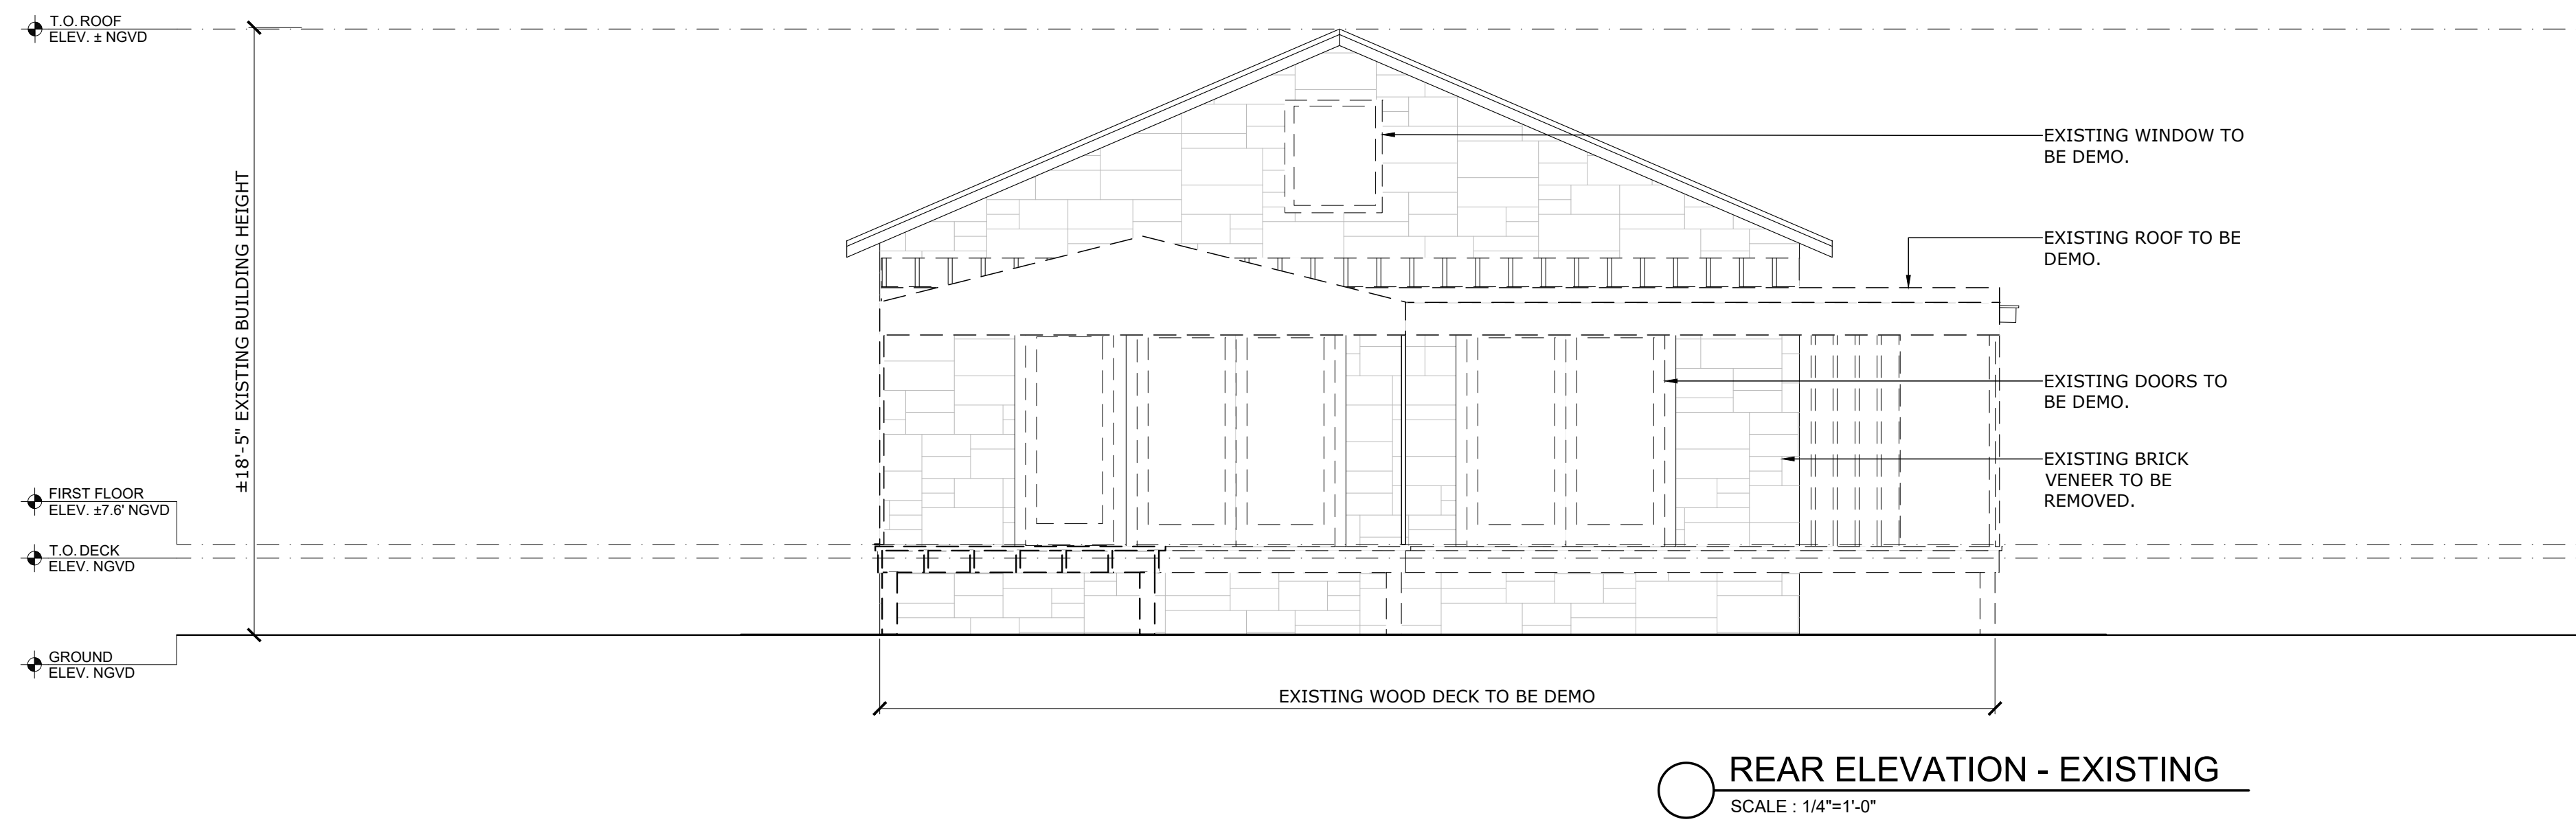 T.O. ROOF
ELEV. ± NGVD
±18'-5" EXISTING BUILDING HEIGHT
EXISTING WINDOW TO
BE DEMO.
EXISTING ROOF TO BE
DEMO.
EXISTING DOORS TO
BE DEMO.
EXISTING BRICK
VENEER TO BE
REMOVED.
FIRST FLOOR
ELEV. ±7.6' NGVD
T.O. DECK
ELEV. NGVD
GROUND
ELEV. NGVD
EXISTING WOOD DECK TO BE DEMO
REAR ELEVATION - EXISTING
SCALE : 1/4"=1'-0"